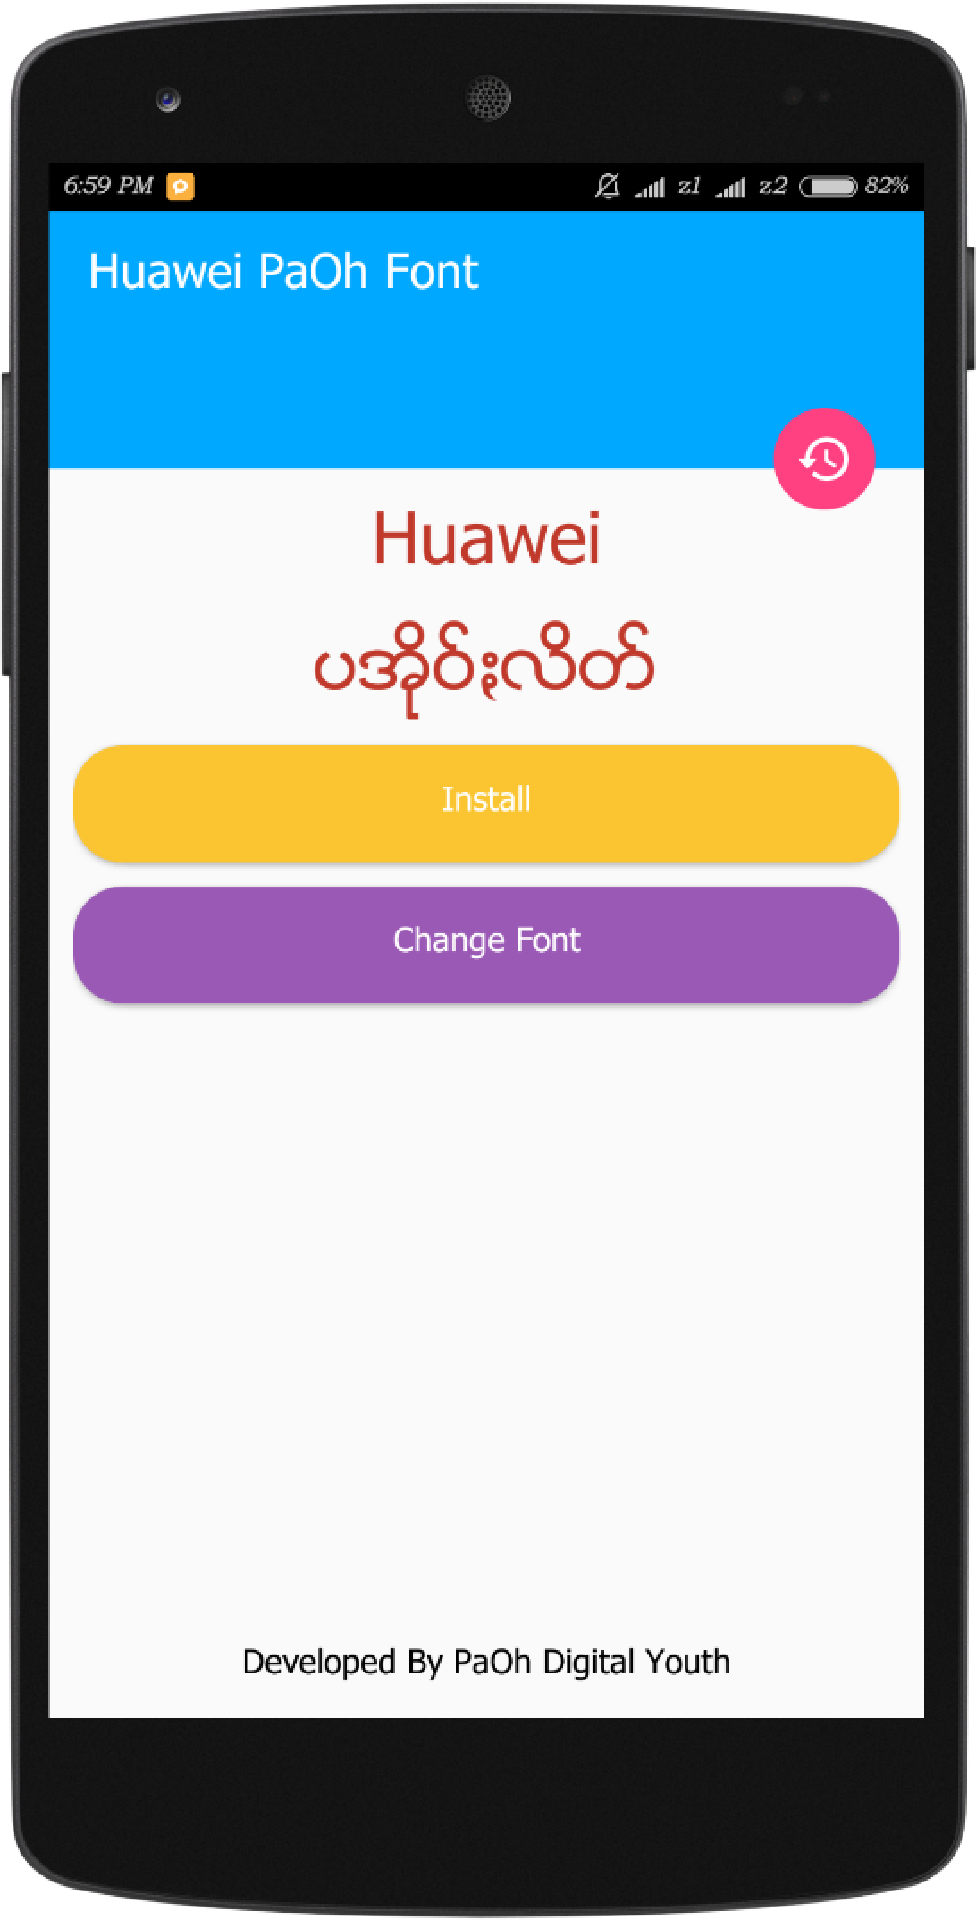 6:59 PM z1 z2 82%
Huawei PaOh Font
Huawei
ပအိုဝ်ႏလိတ်
Install
Change Font
Developed By PaOh Digital Youth